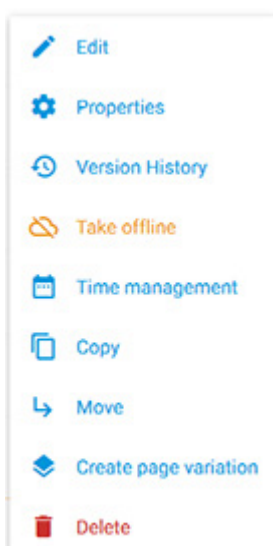 Edit
Properties
Version History
Take offline
Time management
Copy
Move
Create page variation
Delete